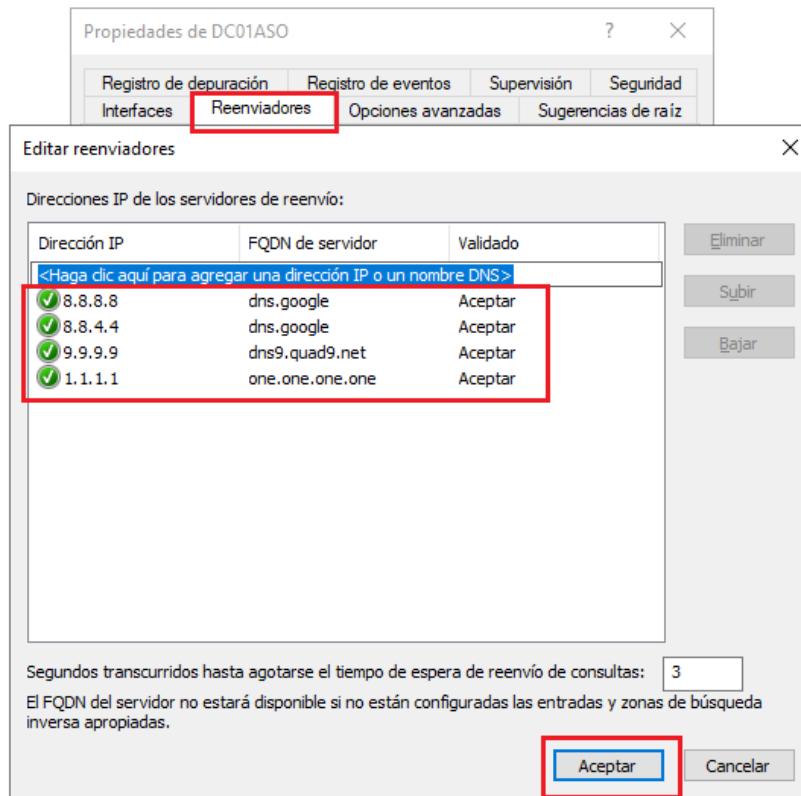 Propiedades de DC01ASO
Registro de depuración Registro de eventos Supervisión Seguridad
Interfaces Reenviadores Opciones avanzadas Sugerencias de raíz
Editar reenviadores
Direcciones IP de los servidores de reenvío:
Dirección IP FQDN de servidor Validado
<Haga clic aquí para agregar una dirección IP o un nombre DNS>
8.8.8.8 dns.google Aceptar
8.8.4.4 dns.google Aceptar
9.9.9.9 dns9.quad9.net Aceptar
1.1.1.1 one.one.one.one Aceptar
Eliminar
Subir
Bajar
Segundos transcurridos hasta agotarse el tiempo de espera de reenvío de consultas: 3
El FQDN del servidor no estará disponible si no están configuradas las entradas y zonas de búsqueda
inversa apropiadas.
Aceptar Cancelar